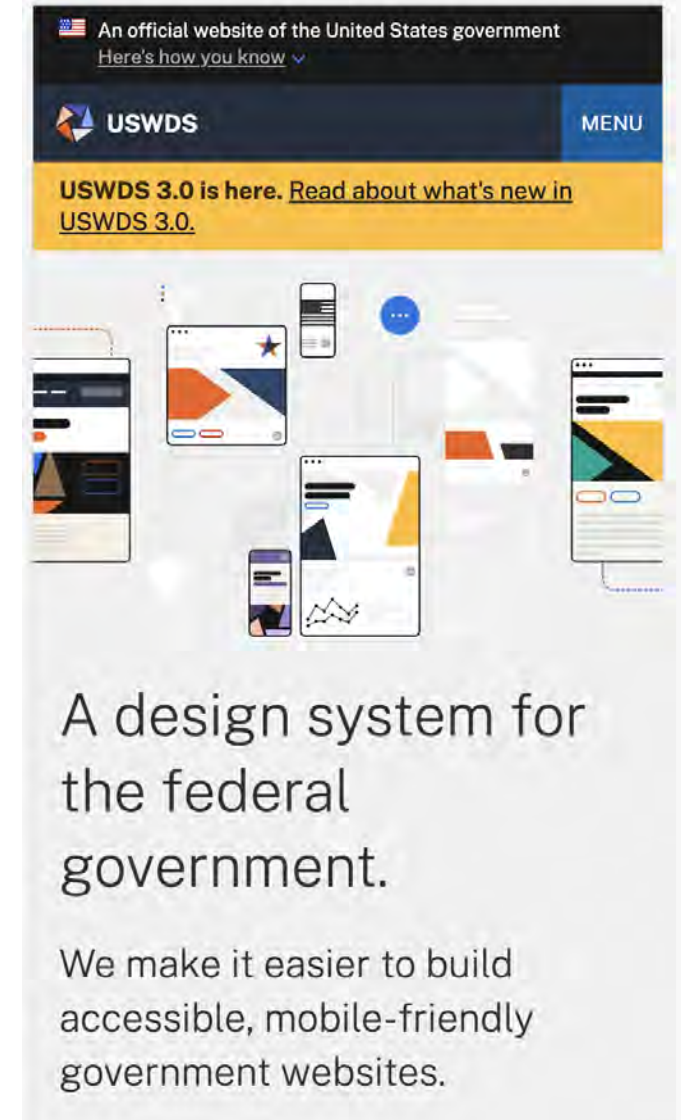 An official website of the United States government
Here's how you know
USWDS
MENU
USWDS 3.0 is here. Read about what's new in
USWDS 3.0.
A design system for
the federal
government.
We make it easier to build
accessible, mobile-friendly
government websites.